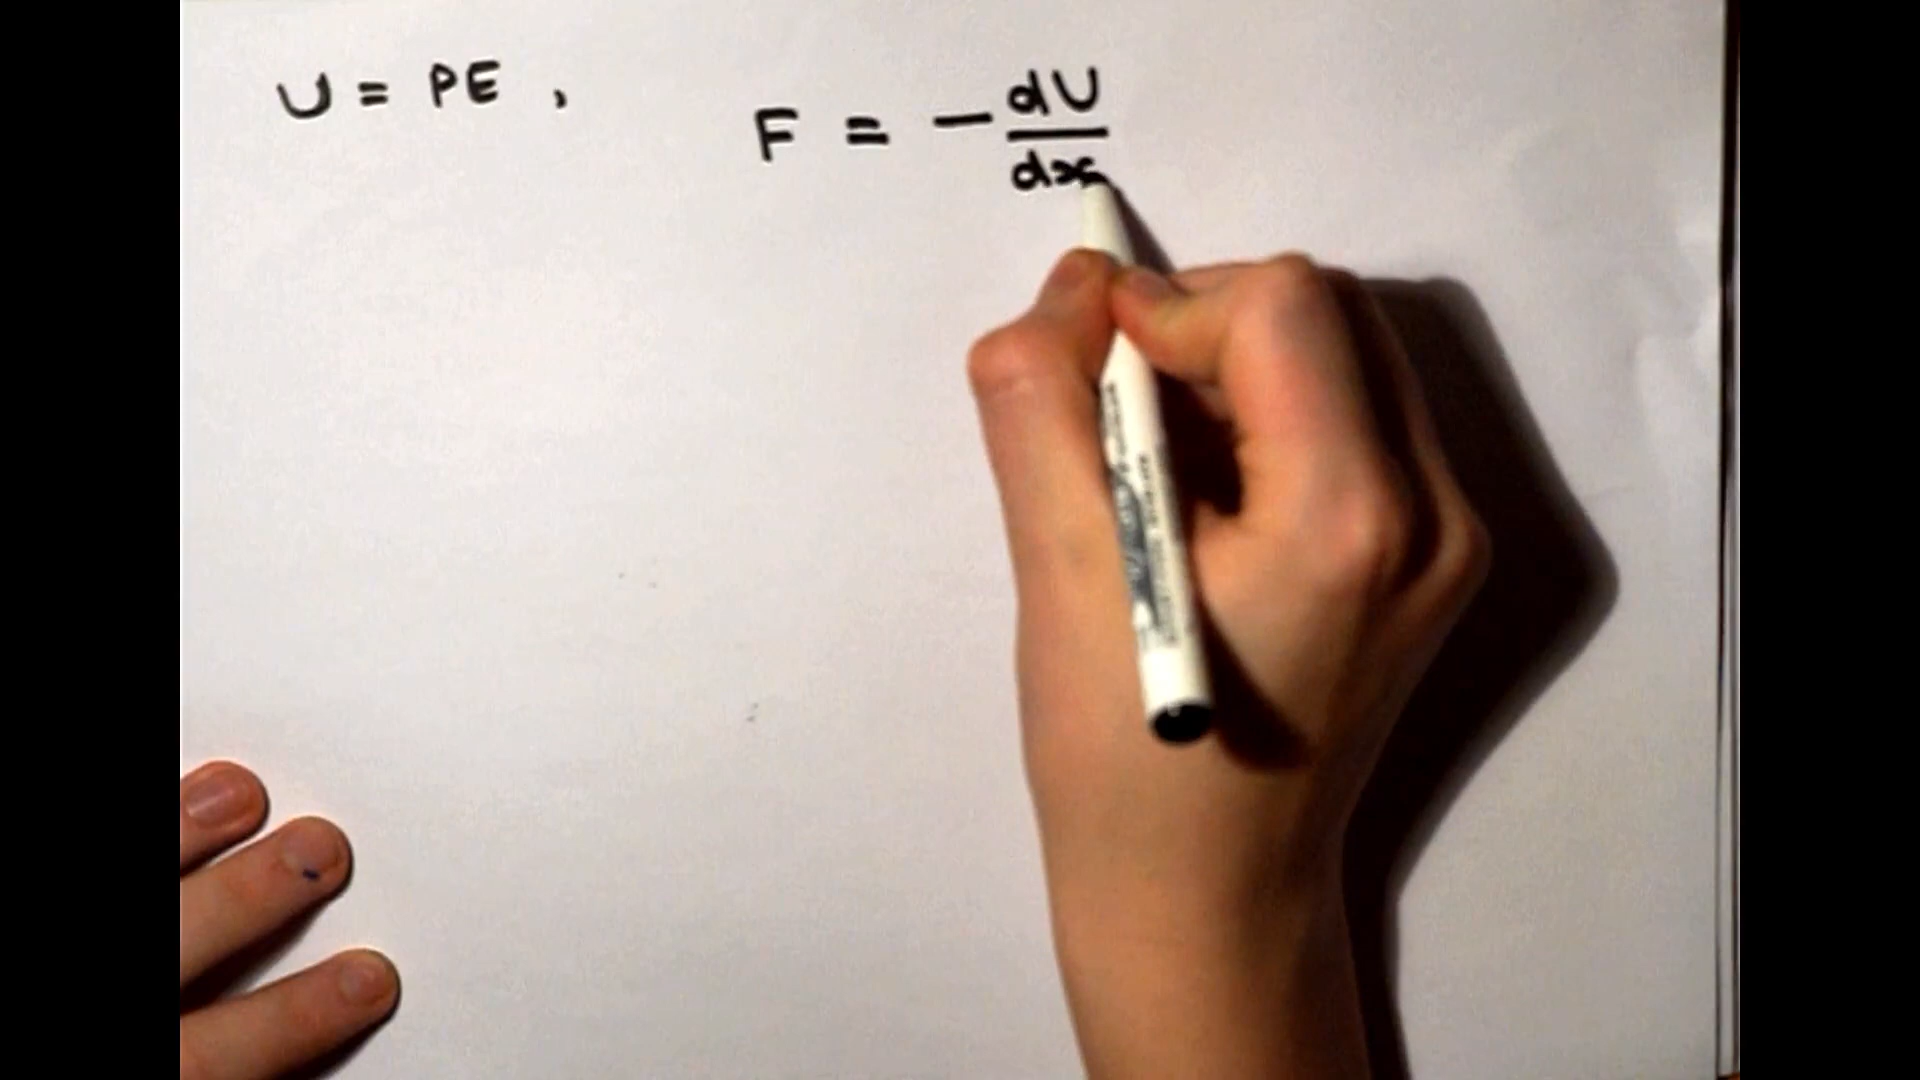 U = PE , F = - dU/dx